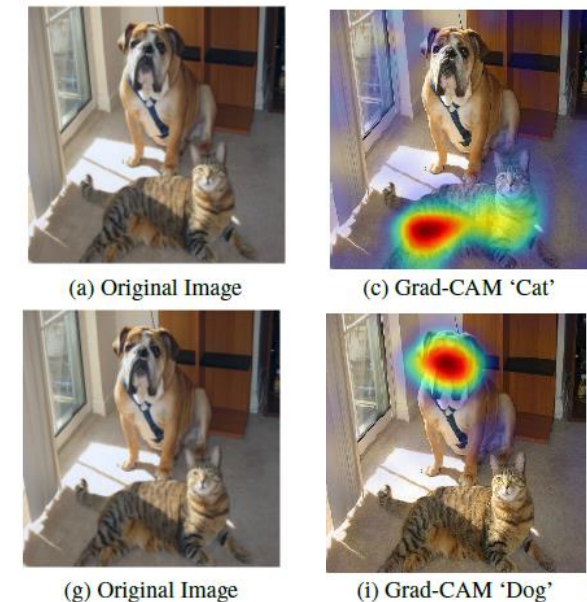 (a) Original Image
(c) Grad-CAM ‘Cat’
(g) Original Image
(i) Grad-CAM ‘Dog’